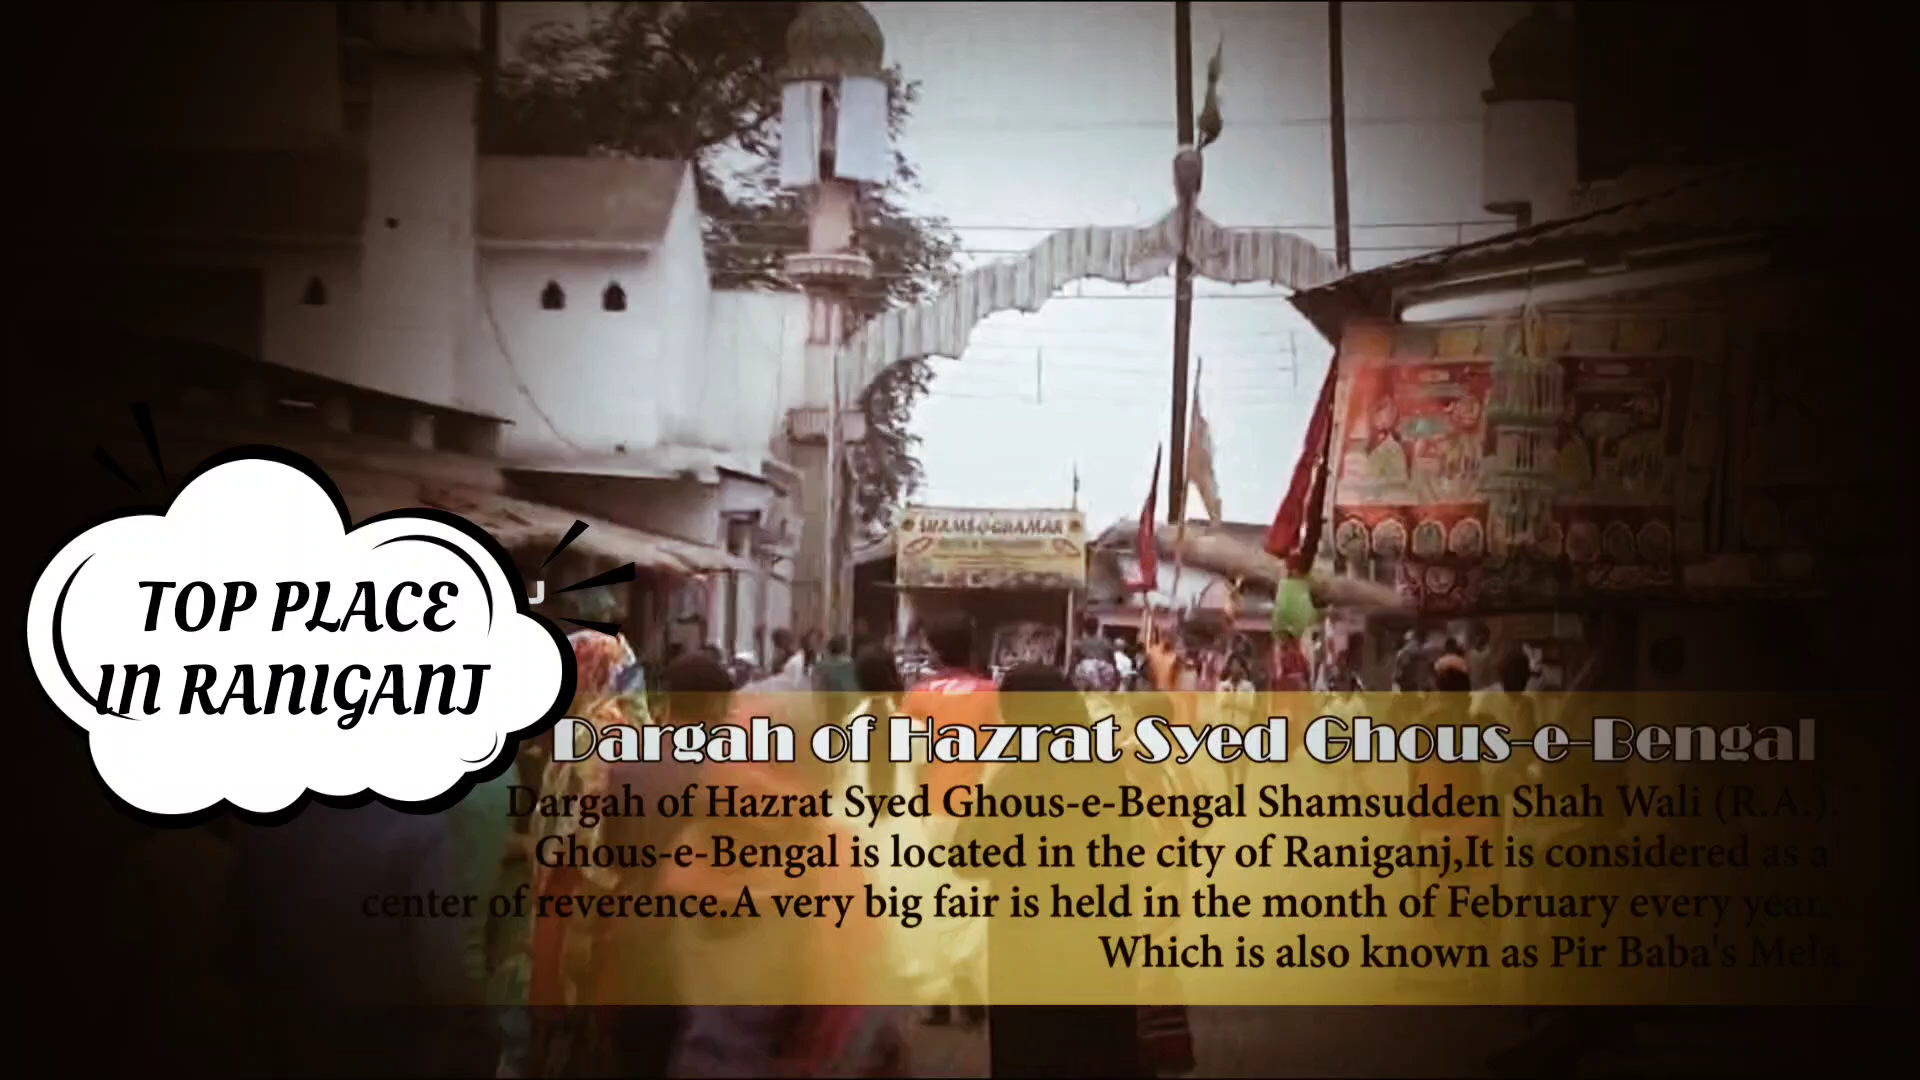 SHAMS-O-QAMAR
TOP PLACE
IN RANIGANJ
Dargah of Hazrat Syed Ghous-e-Bengal
Dargah of Hazrat Syed Ghous-e-Bengal Shamsudden Shah Wali (R.A.).
Ghous-e-Bengal is located in the city of Raniganj,It is considered as a
center of reverence.A very big fair is held in the month of February every year.
Which is also known as Pir Baba's Mela